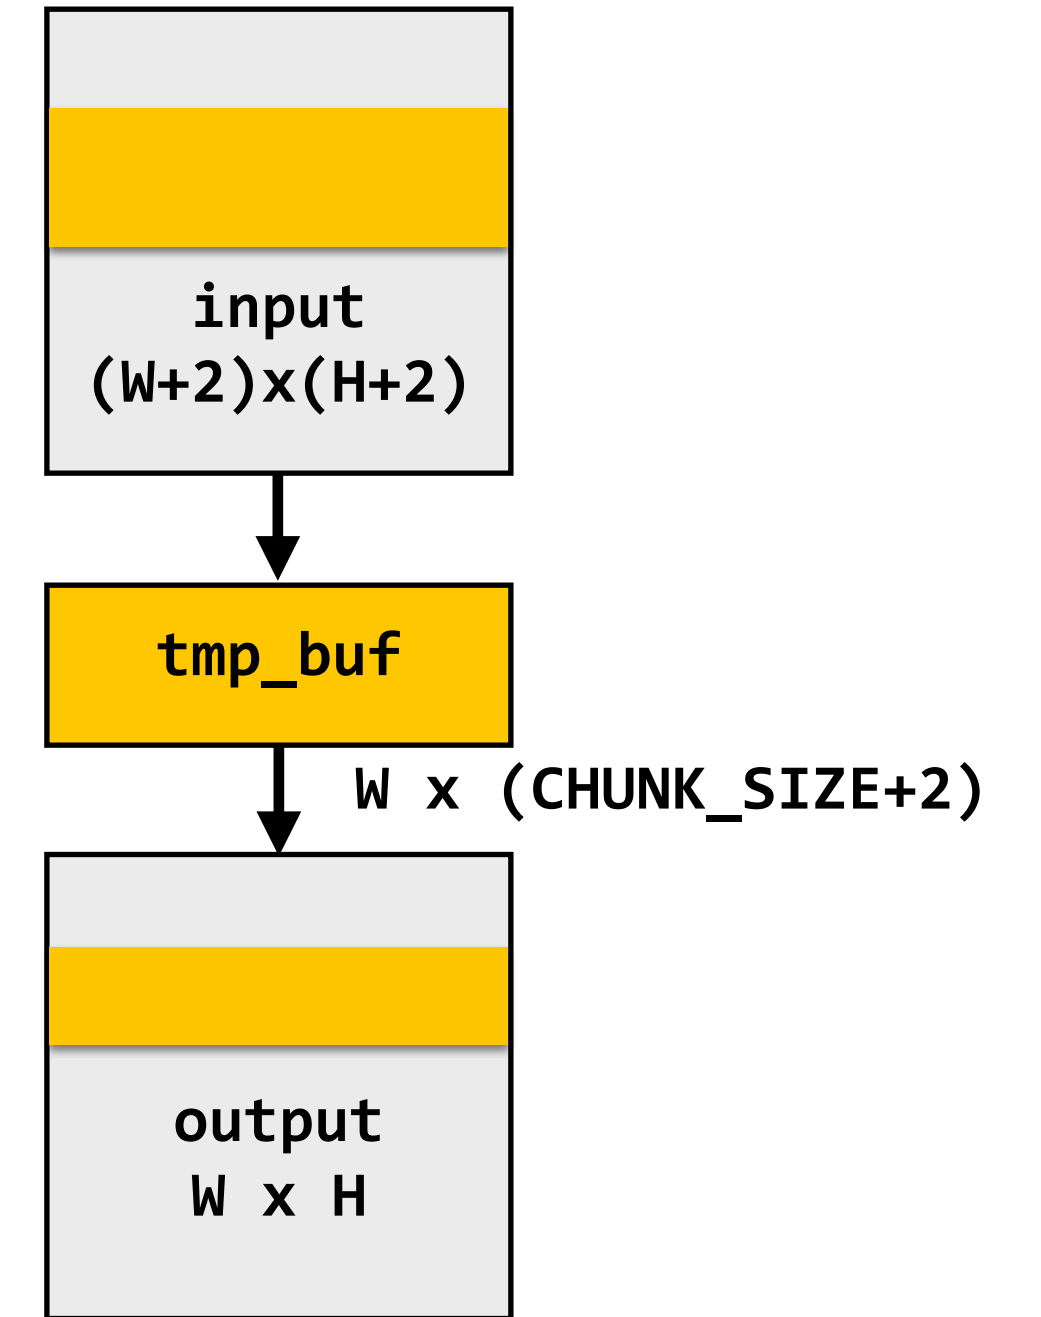 input
(W+2)x(H+2)
tmp_buf
W x (CHUNK_SIZE+2)
output
W x H